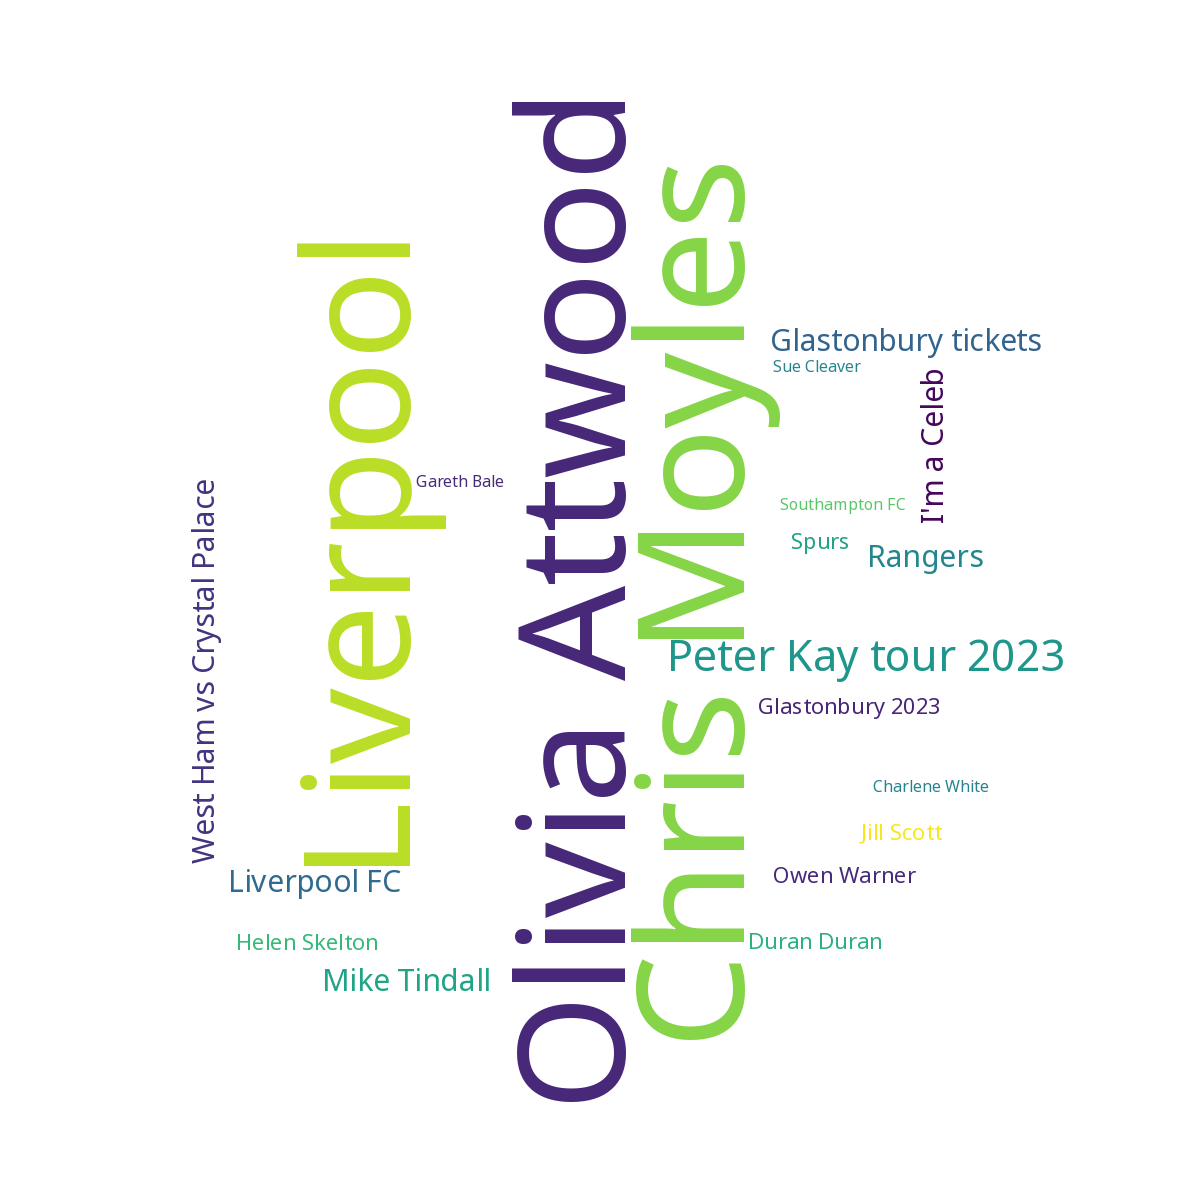 Olivia Attwood
Chris Moyles
Liverpool
Glastonbury tickets
Sue Cleaver
I'm a Celeb
Gareth Bale
West Ham vs Crystal Palace
Southampton FC
Spurs
Rangers
Peter Kay tour 2023
Glastonbury 2023
Charlene White
Jill Scott
Owen Warner
Liverpool FC
Helen Skelton
Duran Duran
Mike Tindall